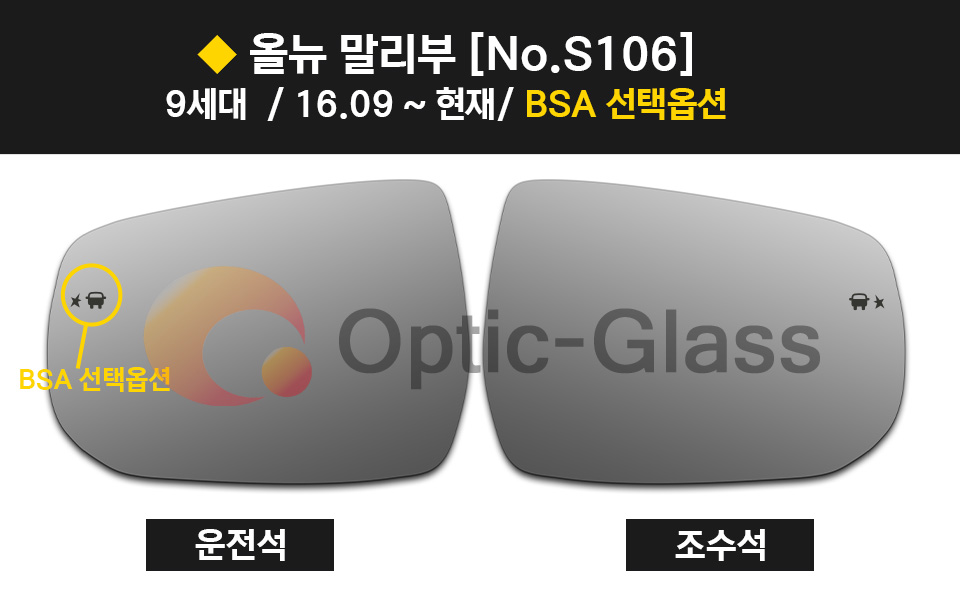 ◆ 올뉴 말리부 [No.S106]
9세대 / 16.09 ~ 현재/ BSA 선택옵션
Optic-Glass
BSA 선택옵션
운전석
조수석